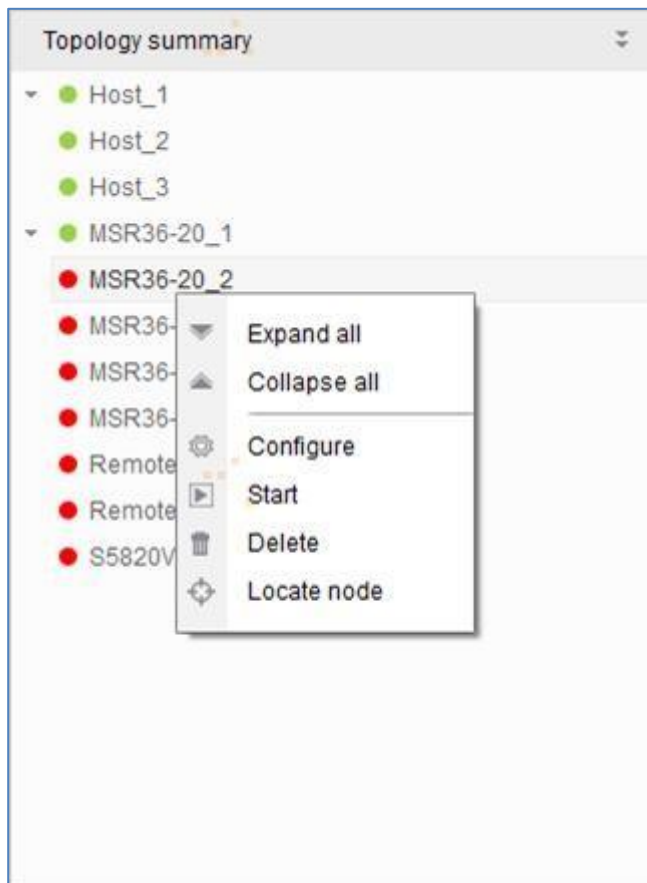 Topology summary
Host_1
Host_2
Host_3
MSR36-20_1
MSR36-20_2
MSR36-
MSR36-
MSR36-
Remote
Remote
S5820V
Expand all
Collapse all
Configure
Start
Delete
Locate node